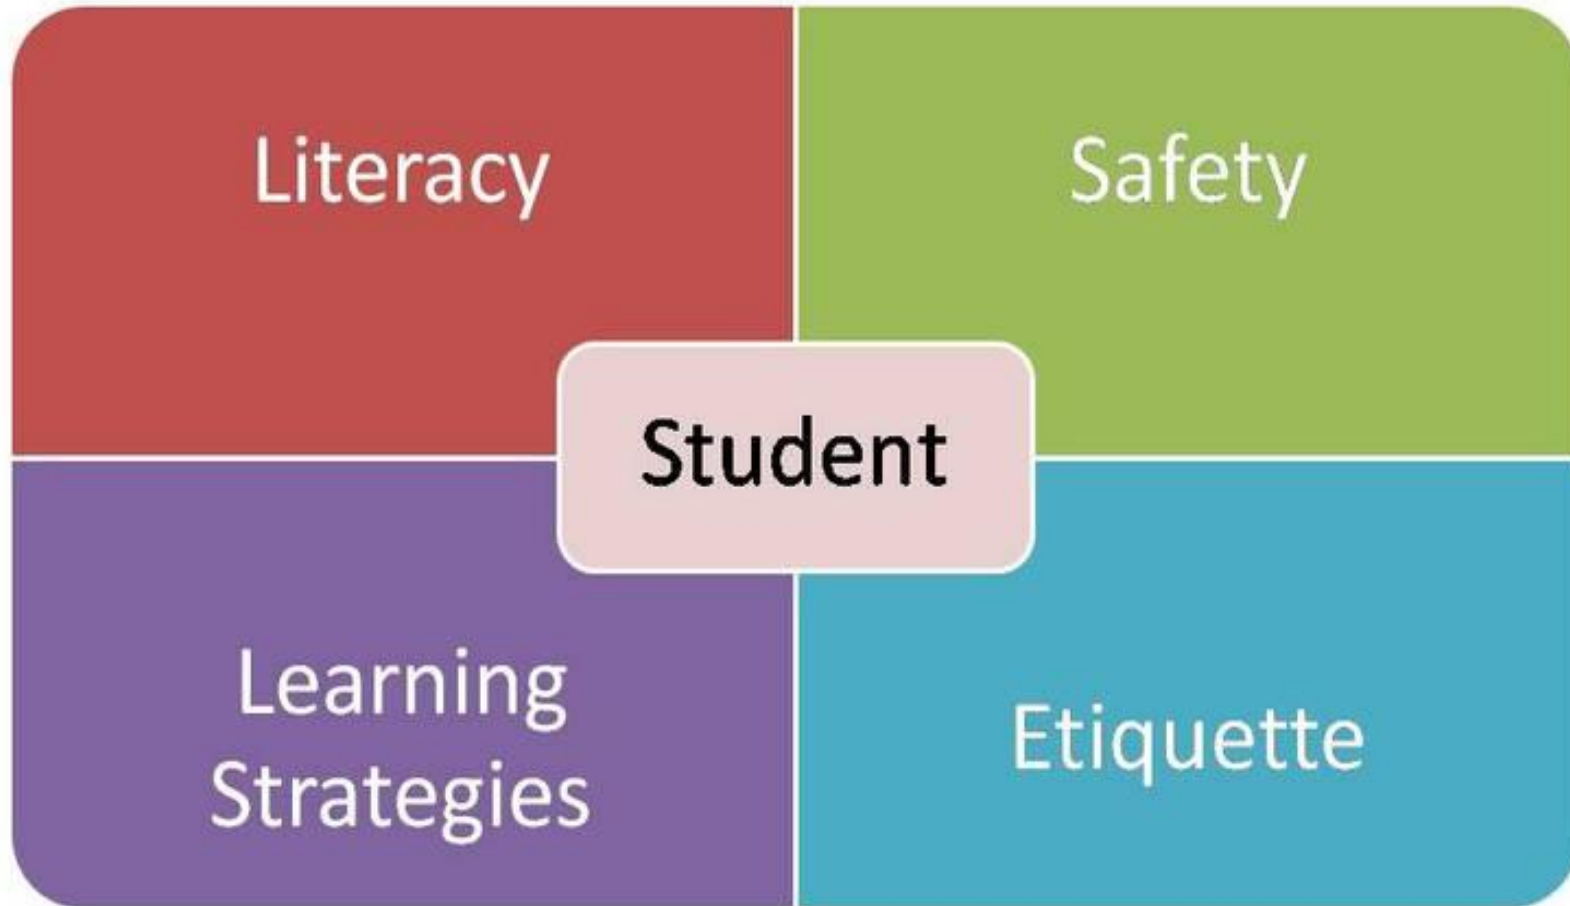 Literacy
Safety
Student
Learning
Strategies
Etiquette